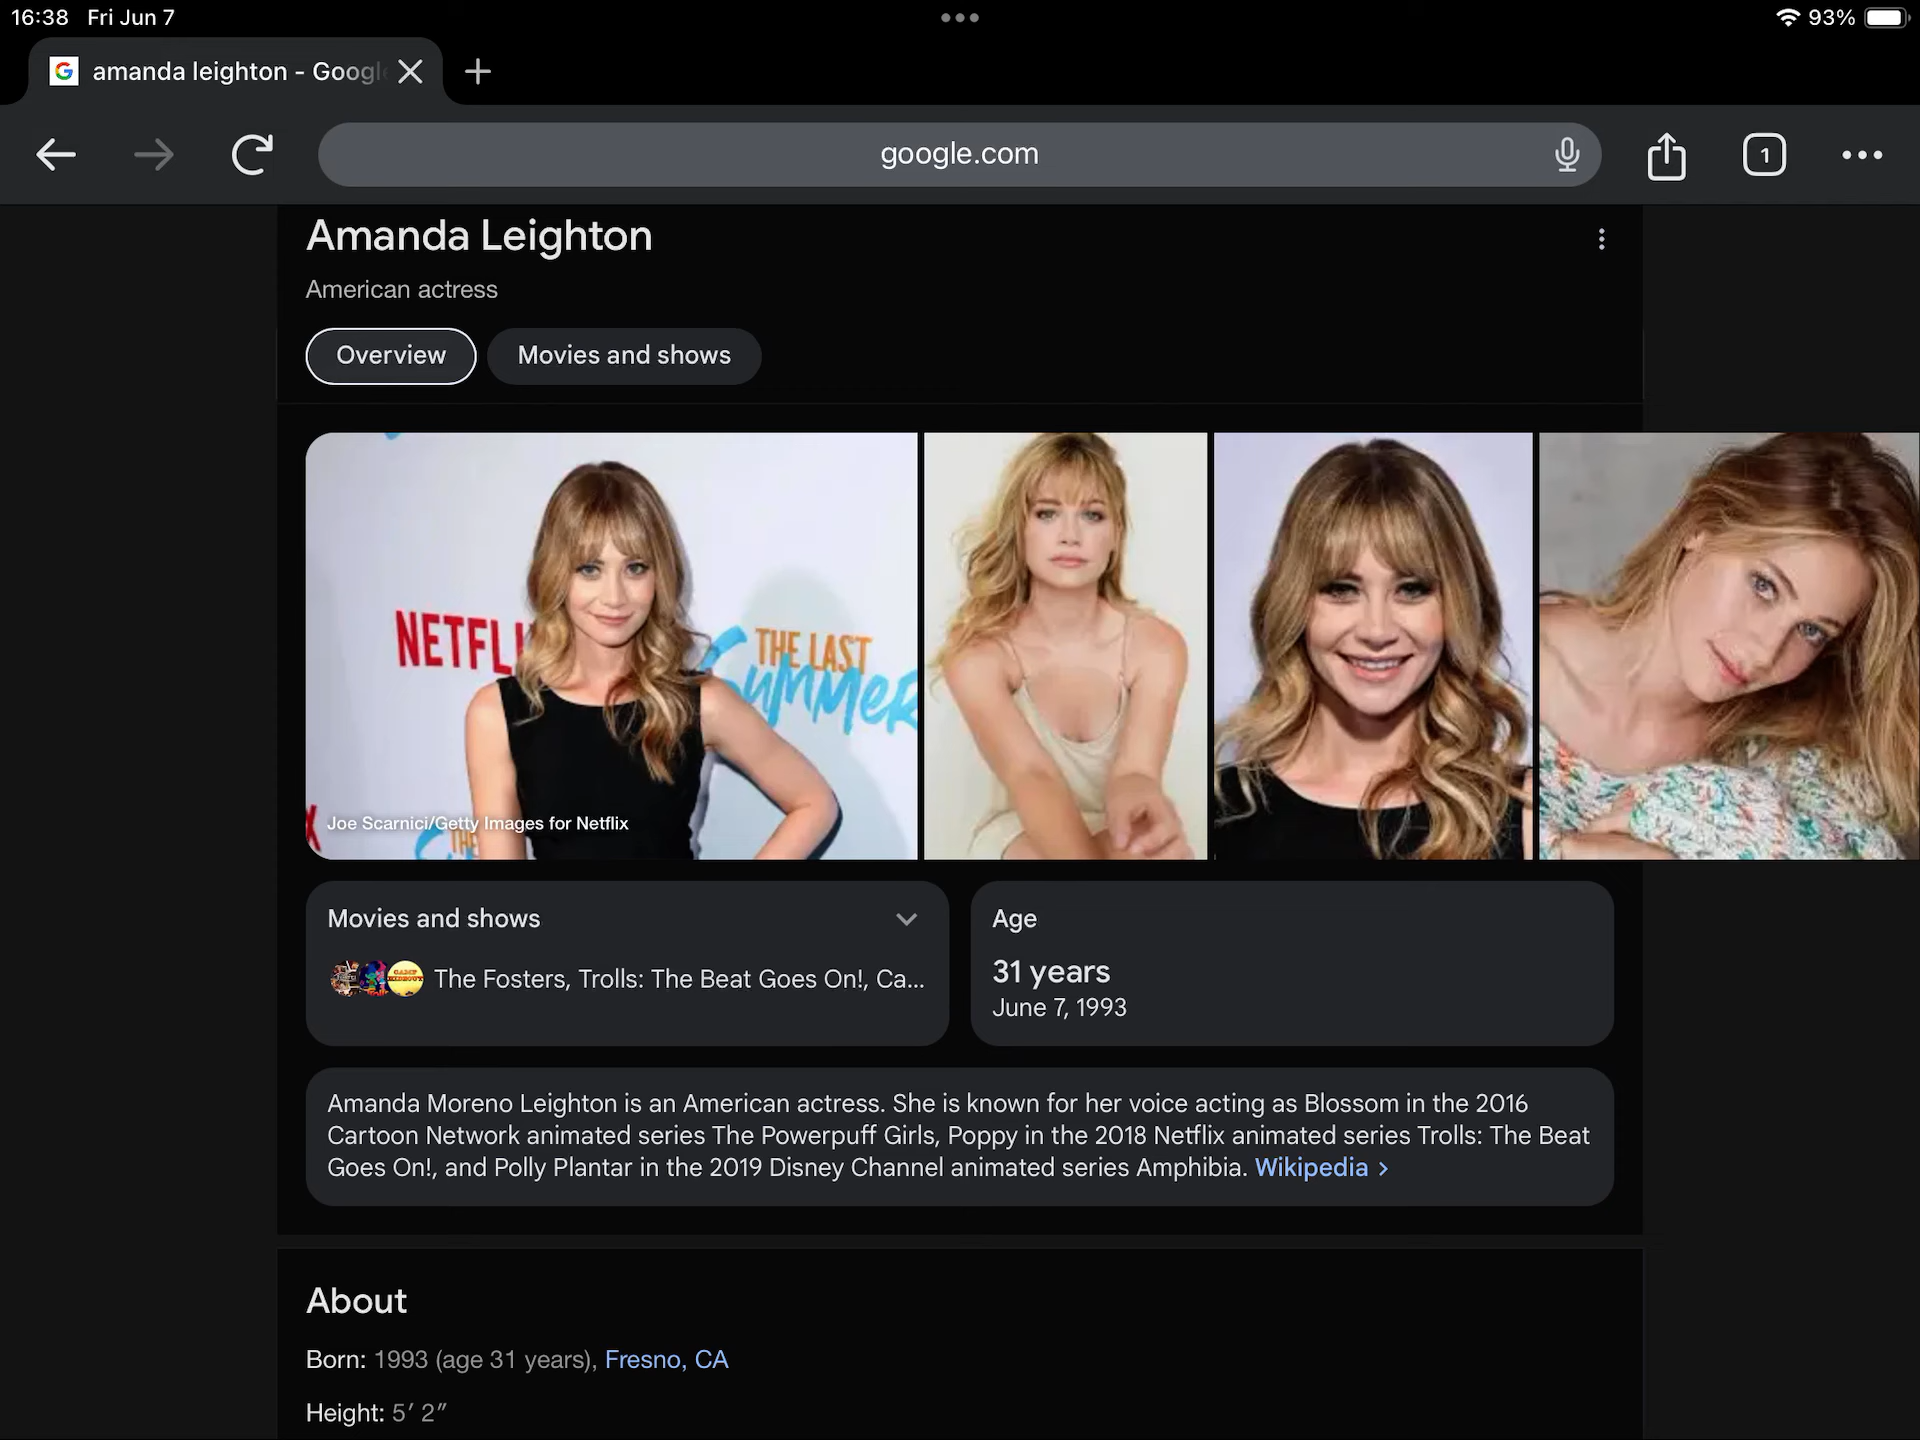 16:38 Fri Jun 7
93%
amanda leighton - Googl
google.com
1
Amanda Leighton
American actress
Overview
Movies and shows
NETFLI
THE LAST
SUMMER
Joe Scarnici/Getty Images for Netflix
THE
Movies and shows
The Fosters, Trolls: The Beat Goes On!, Ca...
Age
31 years
June 7, 1993
Amanda Moreno Leighton is an American actress. She is known for her voice acting as Blossom in the 2016
Cartoon Network animated series The Powerpuff Girls, Poppy in the 2018 Netflix animated series Trolls: The Beat
Goes On!, and Polly Plantar in the 2019 Disney Channel animated series Amphibia. Wikipedia >
About
Born: 1993 (age 31 years), Fresno, CA
Height: 5′ 2″